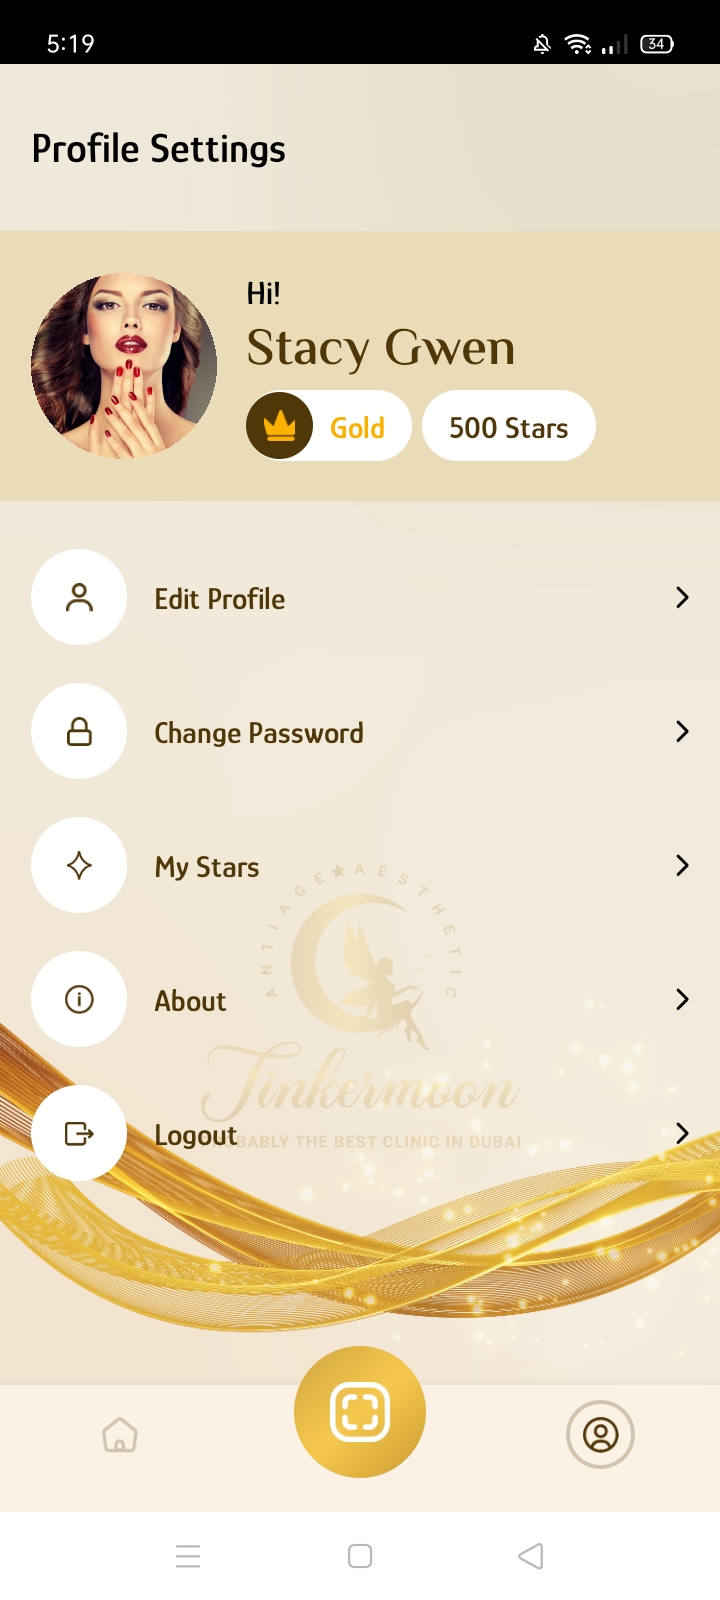 5:19
34
Profile Settings
Hi!
Stacy Gwen
Gold
500 Stars
Edit Profile
Change Password
My Stars
ANTIAGE★AESTHETIC
About
Tinkermoon
Logout
BABLY THE BEST CLINIC IN DUBAI